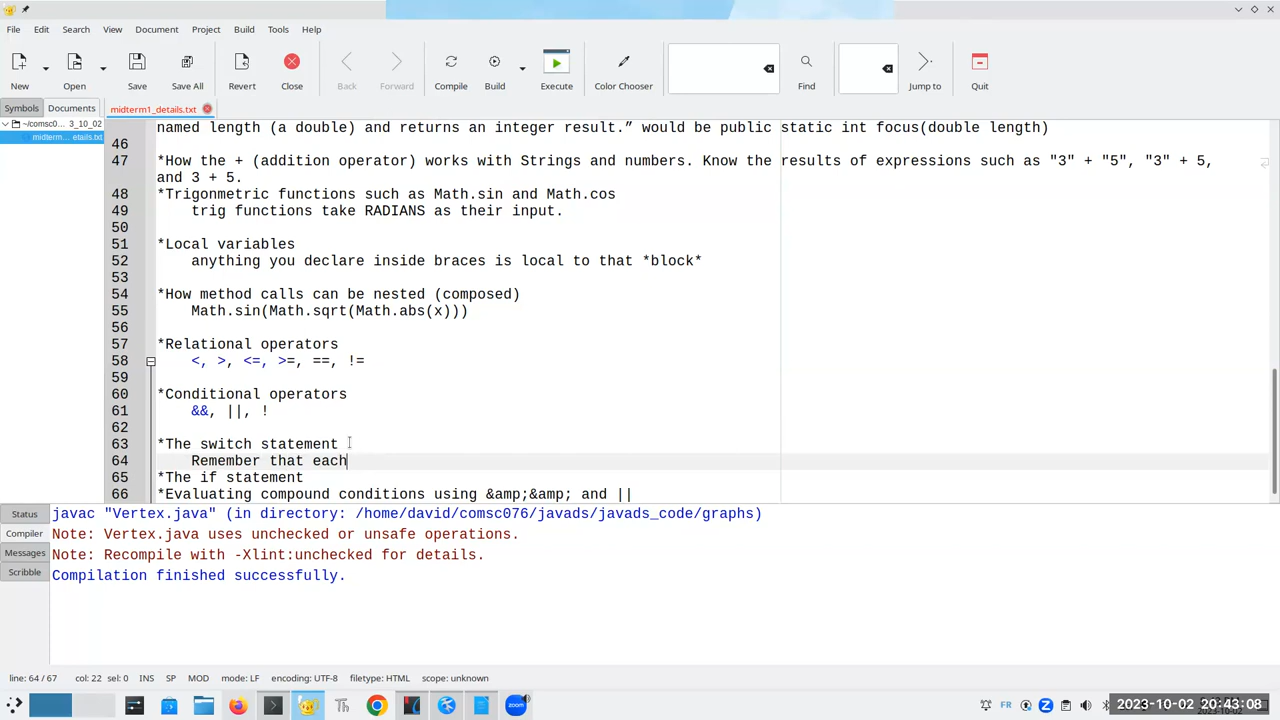 File Edit Search View Document Project Build Tools Help
New Open Save Save All Revert Close Back Forward Compile Build Execute Color Chooser Find Jump to Quit
Symbols Documents midterm1_details.txt
~/comsc0... 3_10_02
midterm... etails.txt
named length (a double) and returns an integer result.” would be public static int focus(double length)
46
47 *How the + (addition operator) works with Strings and numbers. Know the results of expressions such as "3" + "5", "3" + 5,
and 3 + 5.
48 *Trigonmetric functions such as Math.sin and Math.cos
49 trig functions take RADIANS as their input.
50
51 *Local variables
52 anything you declare inside braces is local to that *block*
53
54 *How method calls can be nested (composed)
55 Math.sin(Math.sqrt(Math.abs(x)))
56
57 *Relational operators
58 <, >, <=, >=, ==, !=
59
60 *Conditional operators
61 &&, ||, !
62
63 *The switch statement
64 Remember that each
65 *The if statement
66 *Evaluating compound conditions using &amp;&amp; and ||
Status
Compiler
Messages
Scribble
javac "Vertex.java" (in directory: /home/david/comsc076/javads/javads_code/graphs)
Note: Vertex.java uses unchecked or unsafe operations.
Note: Recompile with -Xlint:unchecked for details.
Compilation finished successfully.
line: 64 / 67 col: 22 sel: 0 INS SP MOD mode: LF encoding: UTF-8 filetype: HTML scope: unknown
Th zoom FR 2023-10-02 20:43:08